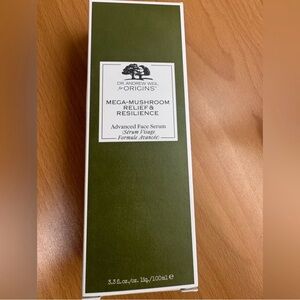 DR. ANDREW WEIL
for ORIGINS™
MEGA-MUSHROOM
RELIEF &
RESILIENCE
Advanced Face Serum
(Sérum Visage
Formule Avancée)
3.3 fl.oz./oz. liq./100ml ℮